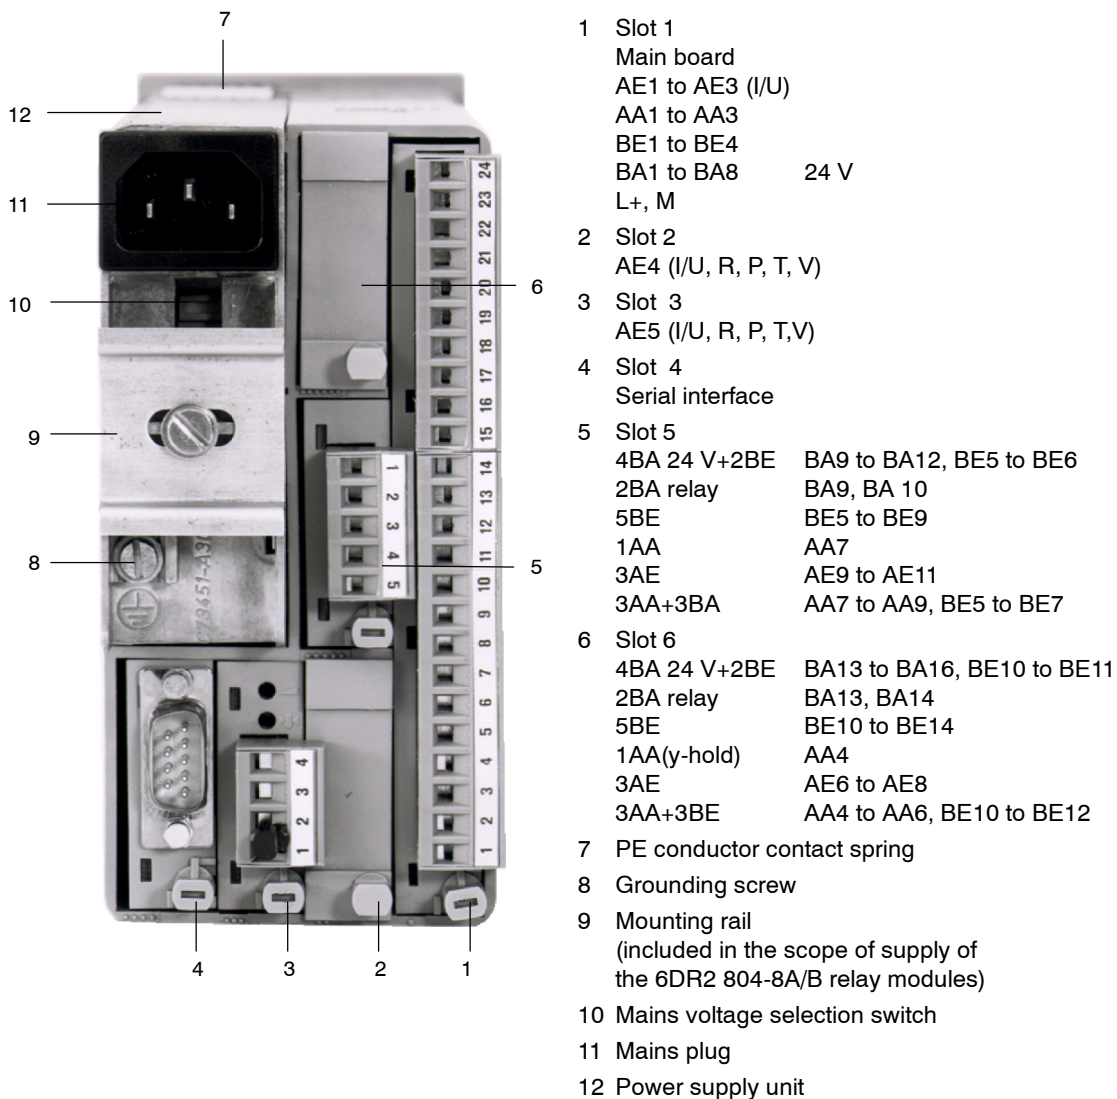 7
12
11
10
9
8
6
5
4
3
2
1
24
23
22
21
20
19
18
17
16
15
14
13
12
11
10
9
8
7
6
5
4
3
2
1
1
2
3
4
5
4
3
2
1
C73451-A30
1 Slot 1
Main board
AE1 to AE3 (I/U)
AA1 to AA3
BE1 to BE4
BA1 to BA8 24 V
L+, M
2 Slot 2
AE4 (I/U, R, P, T, V)
3 Slot 3
AE5 (I/U, R, P, T,V)
4 Slot 4
Serial interface
5 Slot 5
4BA 24 V+2BE BA9 to BA12, BE5 to BE6
2BA relay BA9, BA 10
5BE BE5 to BE9
1AA AA7
3AE AE9 to AE11
3AA+3BA AA7 to AA9, BE5 to BE7
6 Slot 6
4BA 24 V+2BE BA13 to BA16, BE10 to BE11
2BA relay BA13, BA14
5BE BE10 to BE14
1AA(y-hold) AA4
3AE AE6 to AE8
3AA+3BE AA4 to AA6, BE10 to BE12
7 PE conductor contact spring
8 Grounding screw
9 Mounting rail
(included in the scope of supply of
the 6DR2 804-8A/B relay modules)
10 Mains voltage selection switch
11 Mains plug
12 Power supply unit